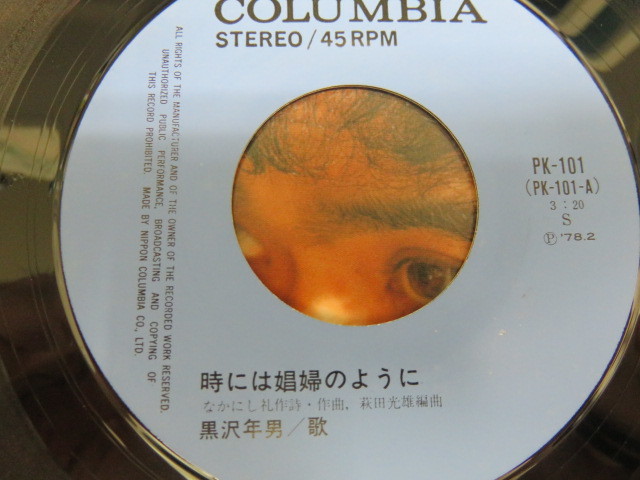 COLUMBIA
STEREO/45RPM
ALL RIGHTS OF THE MANUFACTURER AND OF THE OWNER OF THE RECORDED WORK RESERVED.
UNAUTHORIZED PUBLIC PERFORMANCE, BROADCASTING AND COPYING OF
THIS RECORD PROHIBITED. MADE BY NIPPON COLUMBIA CO., LTD.
PK-101
(PK-101-A)
3:20
S
Ⓟ'78.2
時には娼婦のように
なかにし礼作詩・作曲, 萩田光雄編曲
黒沢年男/歌